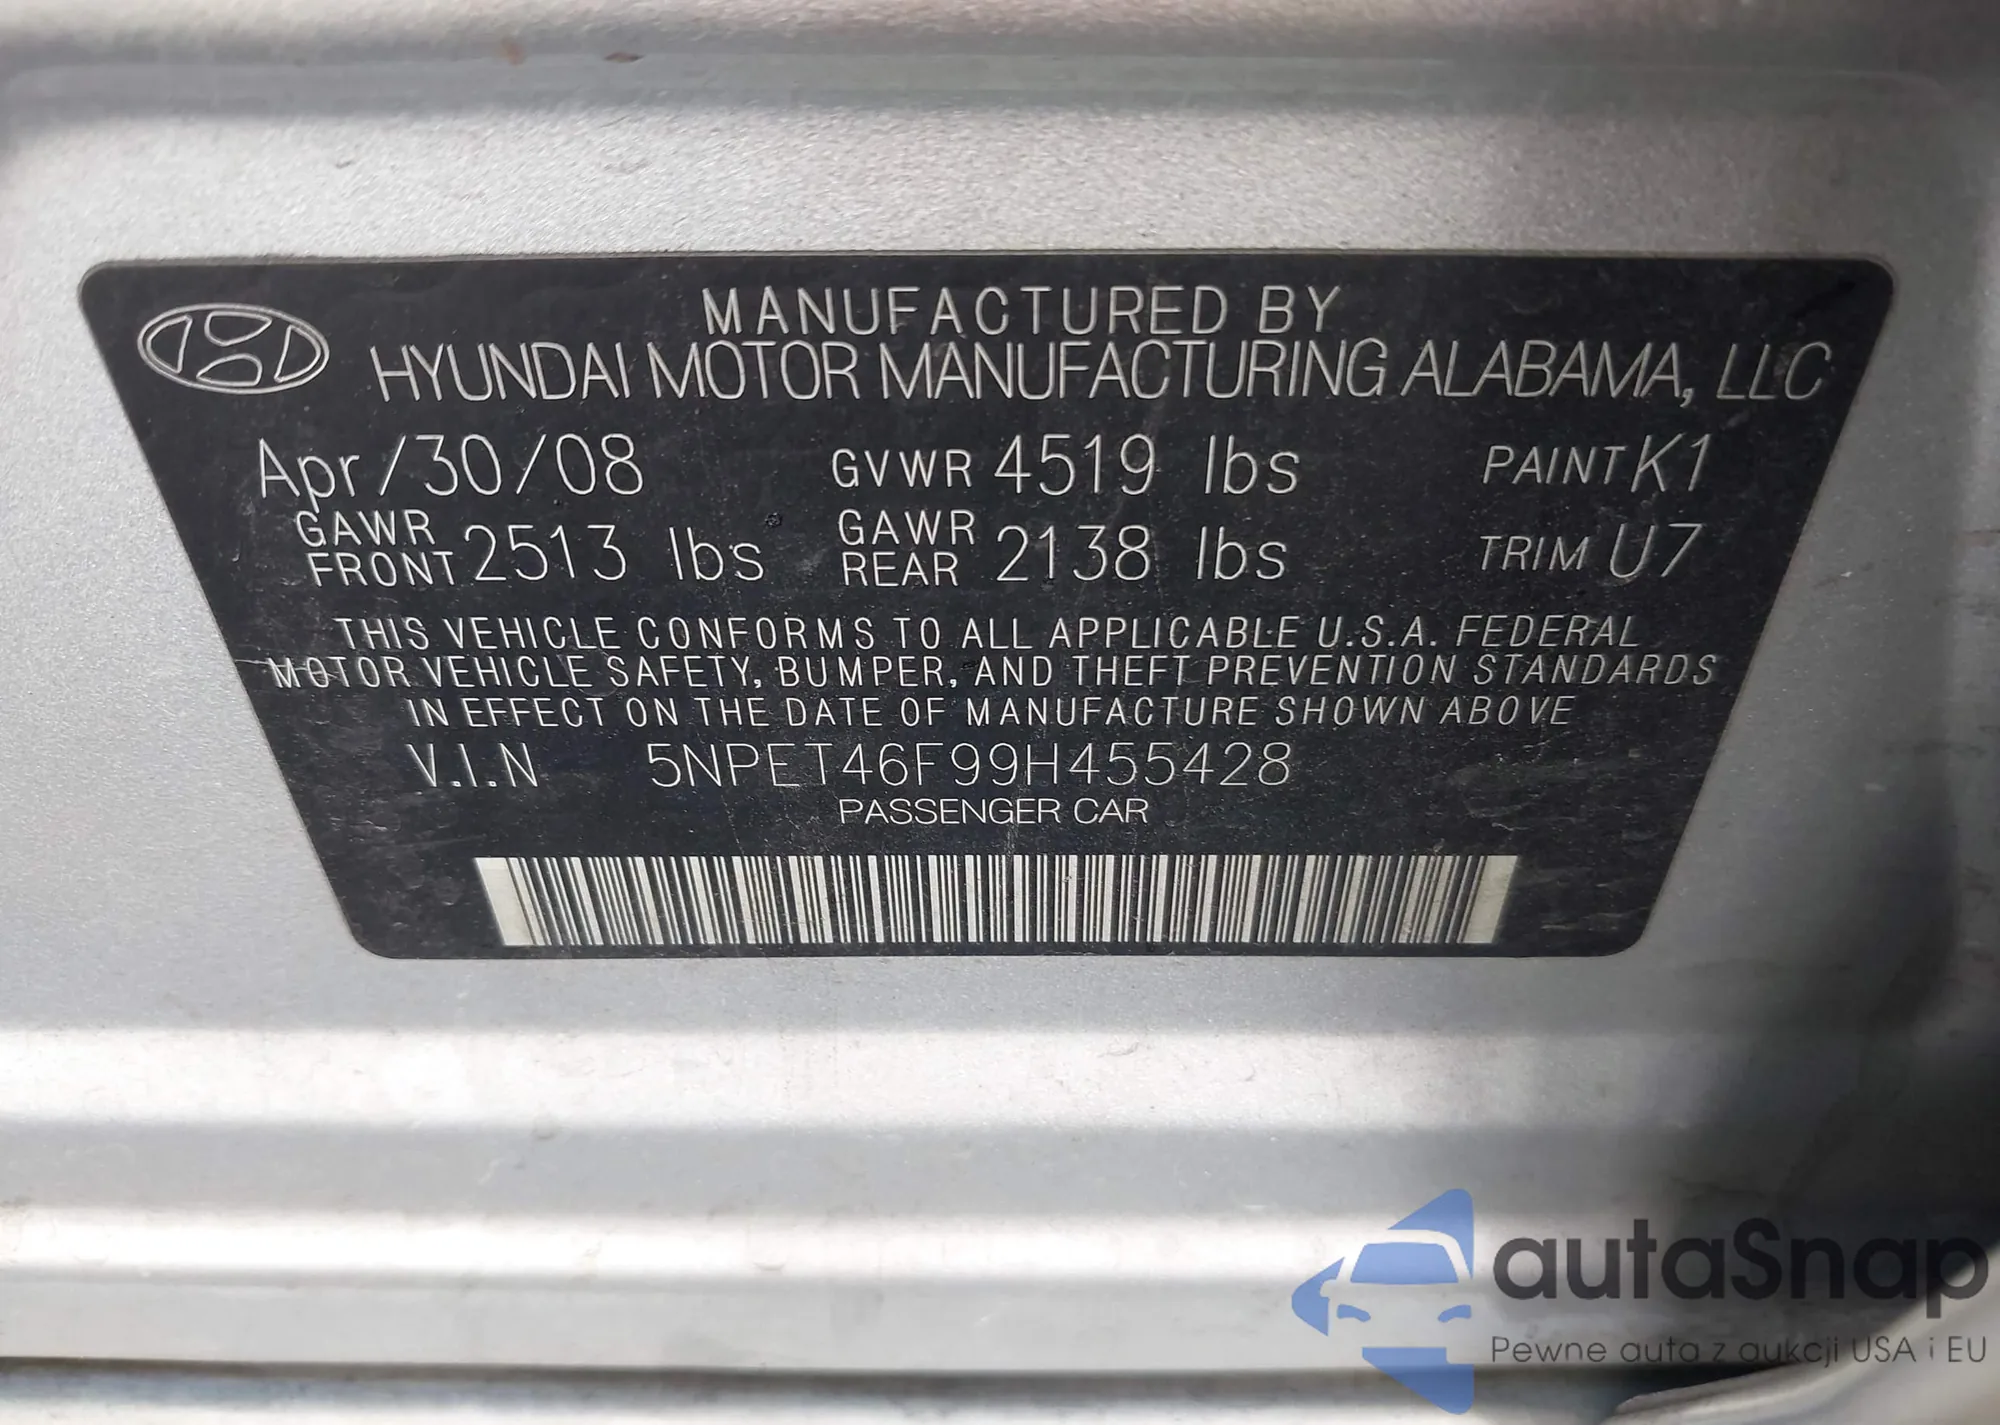 MANUFACTURED BY
HYUNDAI MOTOR MANUFACTURING ALABAMA, LLC
Apr/30/08 GVWR 4519 lbs PAINT K1
GAWR FRONT 2513 lbs GAWR REAR 2138 lbs TRIM U7
THIS VEHICLE CONFORMS TO ALL APPLICABLE U.S.A. FEDERAL
MOTOR VEHICLE SAFETY, BUMPER, AND THEFT PREVENTION STANDARDS
IN EFFECT ON THE DATE OF MANUFACTURE SHOWN ABOVE
V.I.N 5NPET46F99H455428
PASSENGER CAR
autaSnap
Pewne auta z aukcji USA i EU